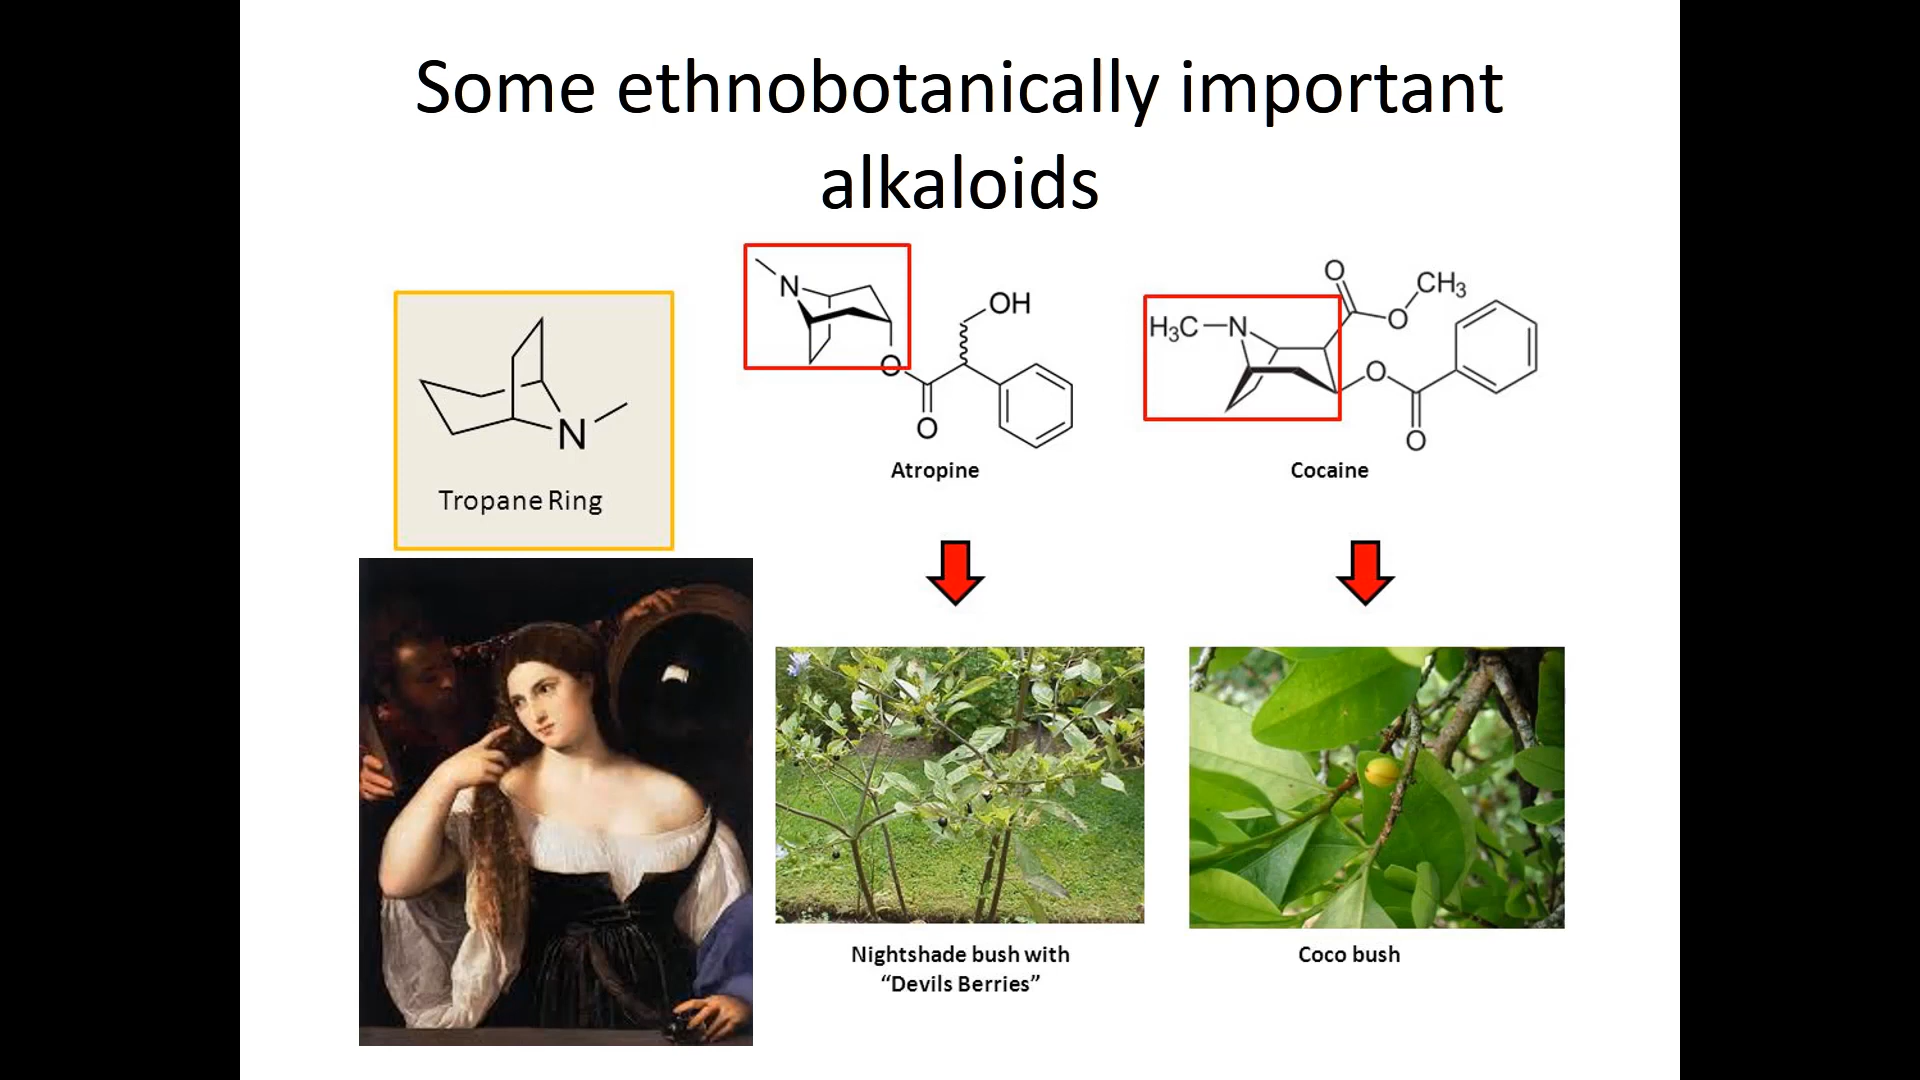 Some ethnobotanically important
alkaloids
N
Tropane Ring
N
OH
O
O
Atropine
H₃C
N
O
CH₃
O
O
O
Cocaine
Nightshade bush with
“Devils Berries”
Coco bush